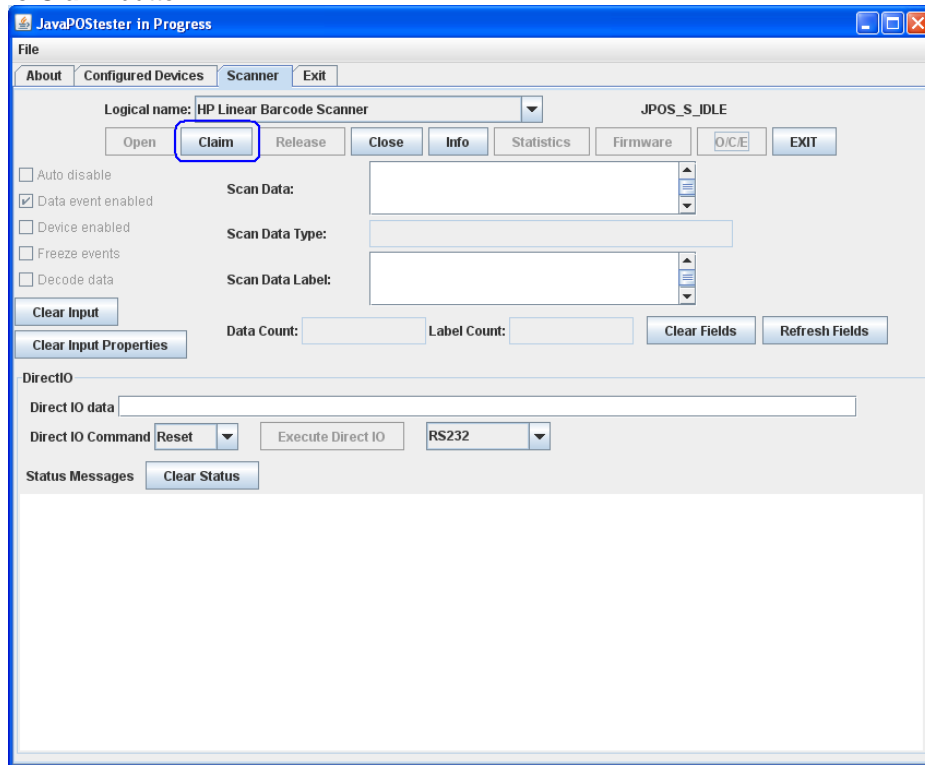 JavaPOStester in Progress
File
About Configured Devices Scanner Exit
Logical name: HP Linear Barcode Scanner JPOS_S_IDLE
Open Claim Release Close Info Statistics Firmware O/C/E EXIT
Auto disable
Data event enabled
Device enabled
Freeze events
Decode data
Scan Data:
Scan Data Type:
Scan Data Label:
Clear Input
Clear Input Properties
Data Count: Label Count: Clear Fields Refresh Fields
DirectIO
Direct IO data
Direct IO Command Reset Execute Direct IO RS232
Status Messages Clear Status